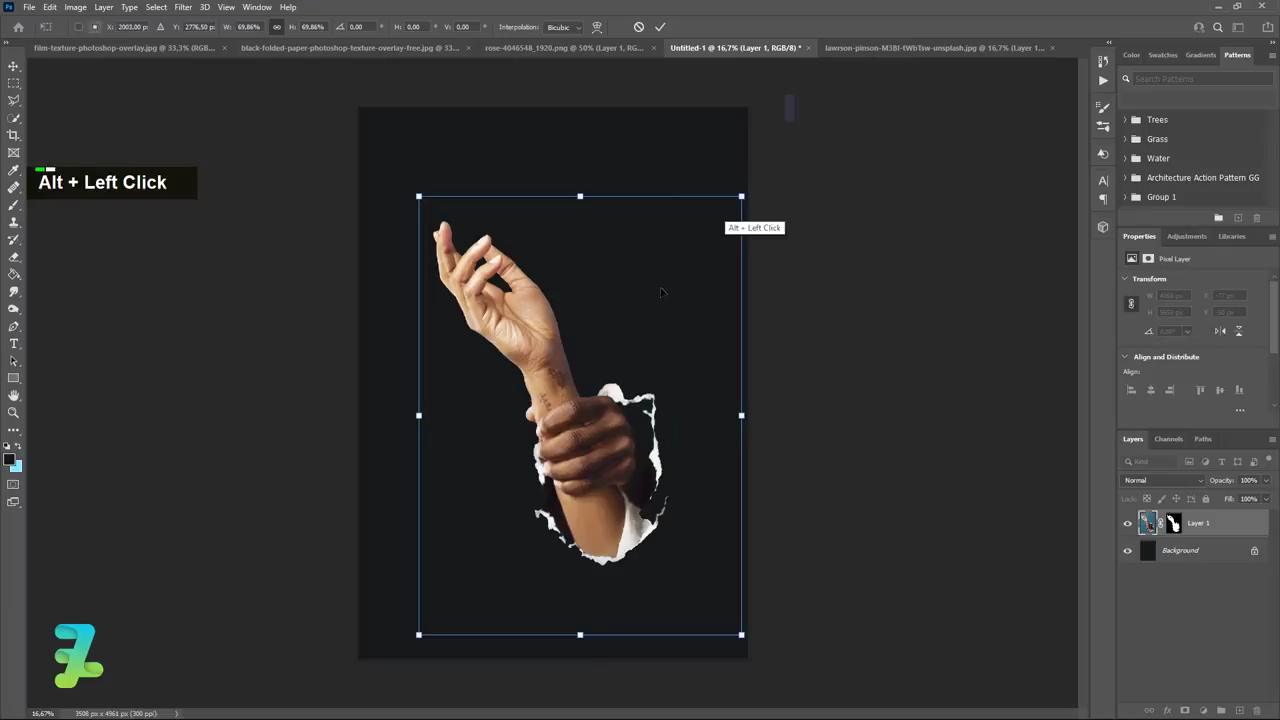 Ps File Edit Image Layer Type Select Filter 3D View Window Help
X: 2003,00 px Y: 2776,50 px W: 69,86% H: 69,86% 0,00 H: 0,00 V: 0,00 Interpolation: Bicubic
film-texture-photoshop-overlay.jpg @ 33,3% (RGB... × black-folded-paper-photoshop-texture-overlay-free.jpg @ 33... × rose-4046548_1920.png @ 50% (Layer 1, RG... × Untitled-1 @ 16,7% (Layer 1, RGB/8) * × lawrson-pinson-M3BI-tWbTsw-unsplash.jpg @ 16,7% (Layer 1... ×
Color Swatches Gradients Patterns
Search Patterns
Trees
Grass
Water
Architecture Action Pattern GG
Group 1
Alt + Left Click
Alt + Left Click
Properties Adjustments Libraries
Pixel Layer
Transform
W X
H Y
Align and Distribute
Align:
...
Layers Channels Paths
Kind
Normal Opacity: 100%
Lock: Fill: 100%
Layer 1
Background
16,67% 3508 px x 4961 px (300 ppi)